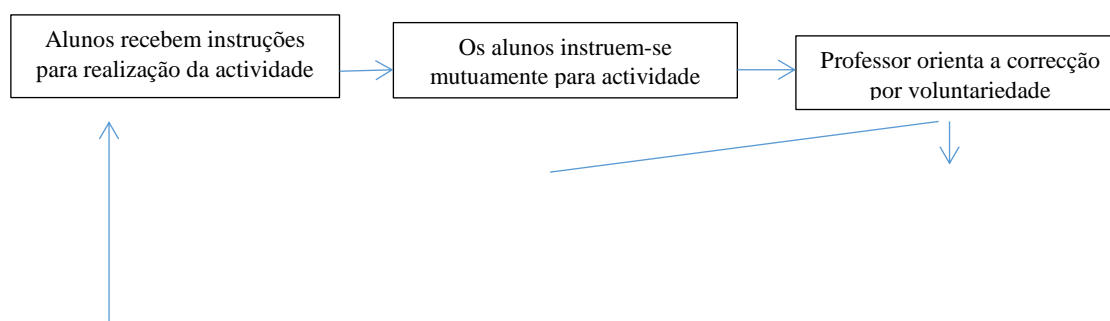 Alunos recebem instruções
para realização da actividade
Os alunos instruem-se
mutuamente para actividade
Professor orienta a correcção
por voluntariedade